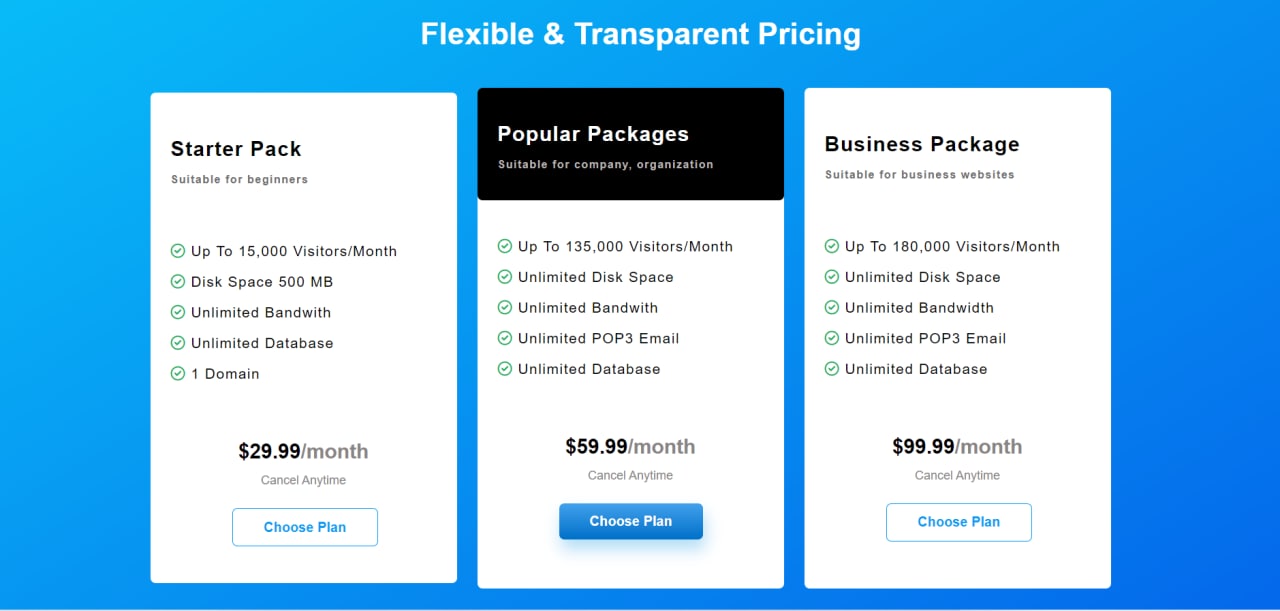 Flexible & Transparent Pricing
Starter Pack
Suitable for beginners
Up To 15,000 Visitors/Month
Disk Space 500 MB
Unlimited Bandwith
Unlimited Database
1 Domain
$29.99/month
Cancel Anytime
Choose Plan
Popular Packages
Suitable for company, organization
Up To 135,000 Visitors/Month
Unlimited Disk Space
Unlimited Bandwith
Unlimited POP3 Email
Unlimited Database
$59.99/month
Cancel Anytime
Choose Plan
Business Package
Suitable for business websites
Up To 180,000 Visitors/Month
Unlimited Disk Space
Unlimited Bandwidth
Unlimited POP3 Email
Unlimited Database
$99.99/month
Cancel Anytime
Choose Plan